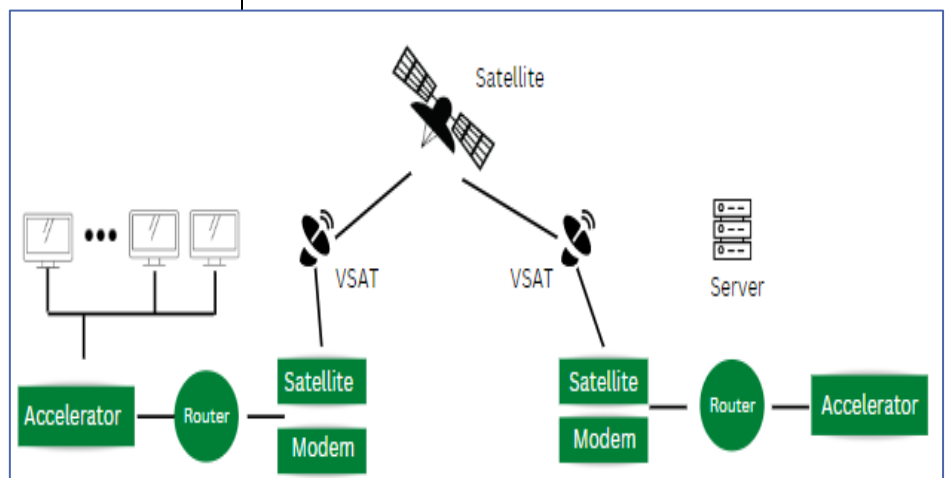 Satellite
VSAT
VSAT
Server
Satellite
Modem
Accelerator
Router
Satellite
Modem
Router
Accelerator